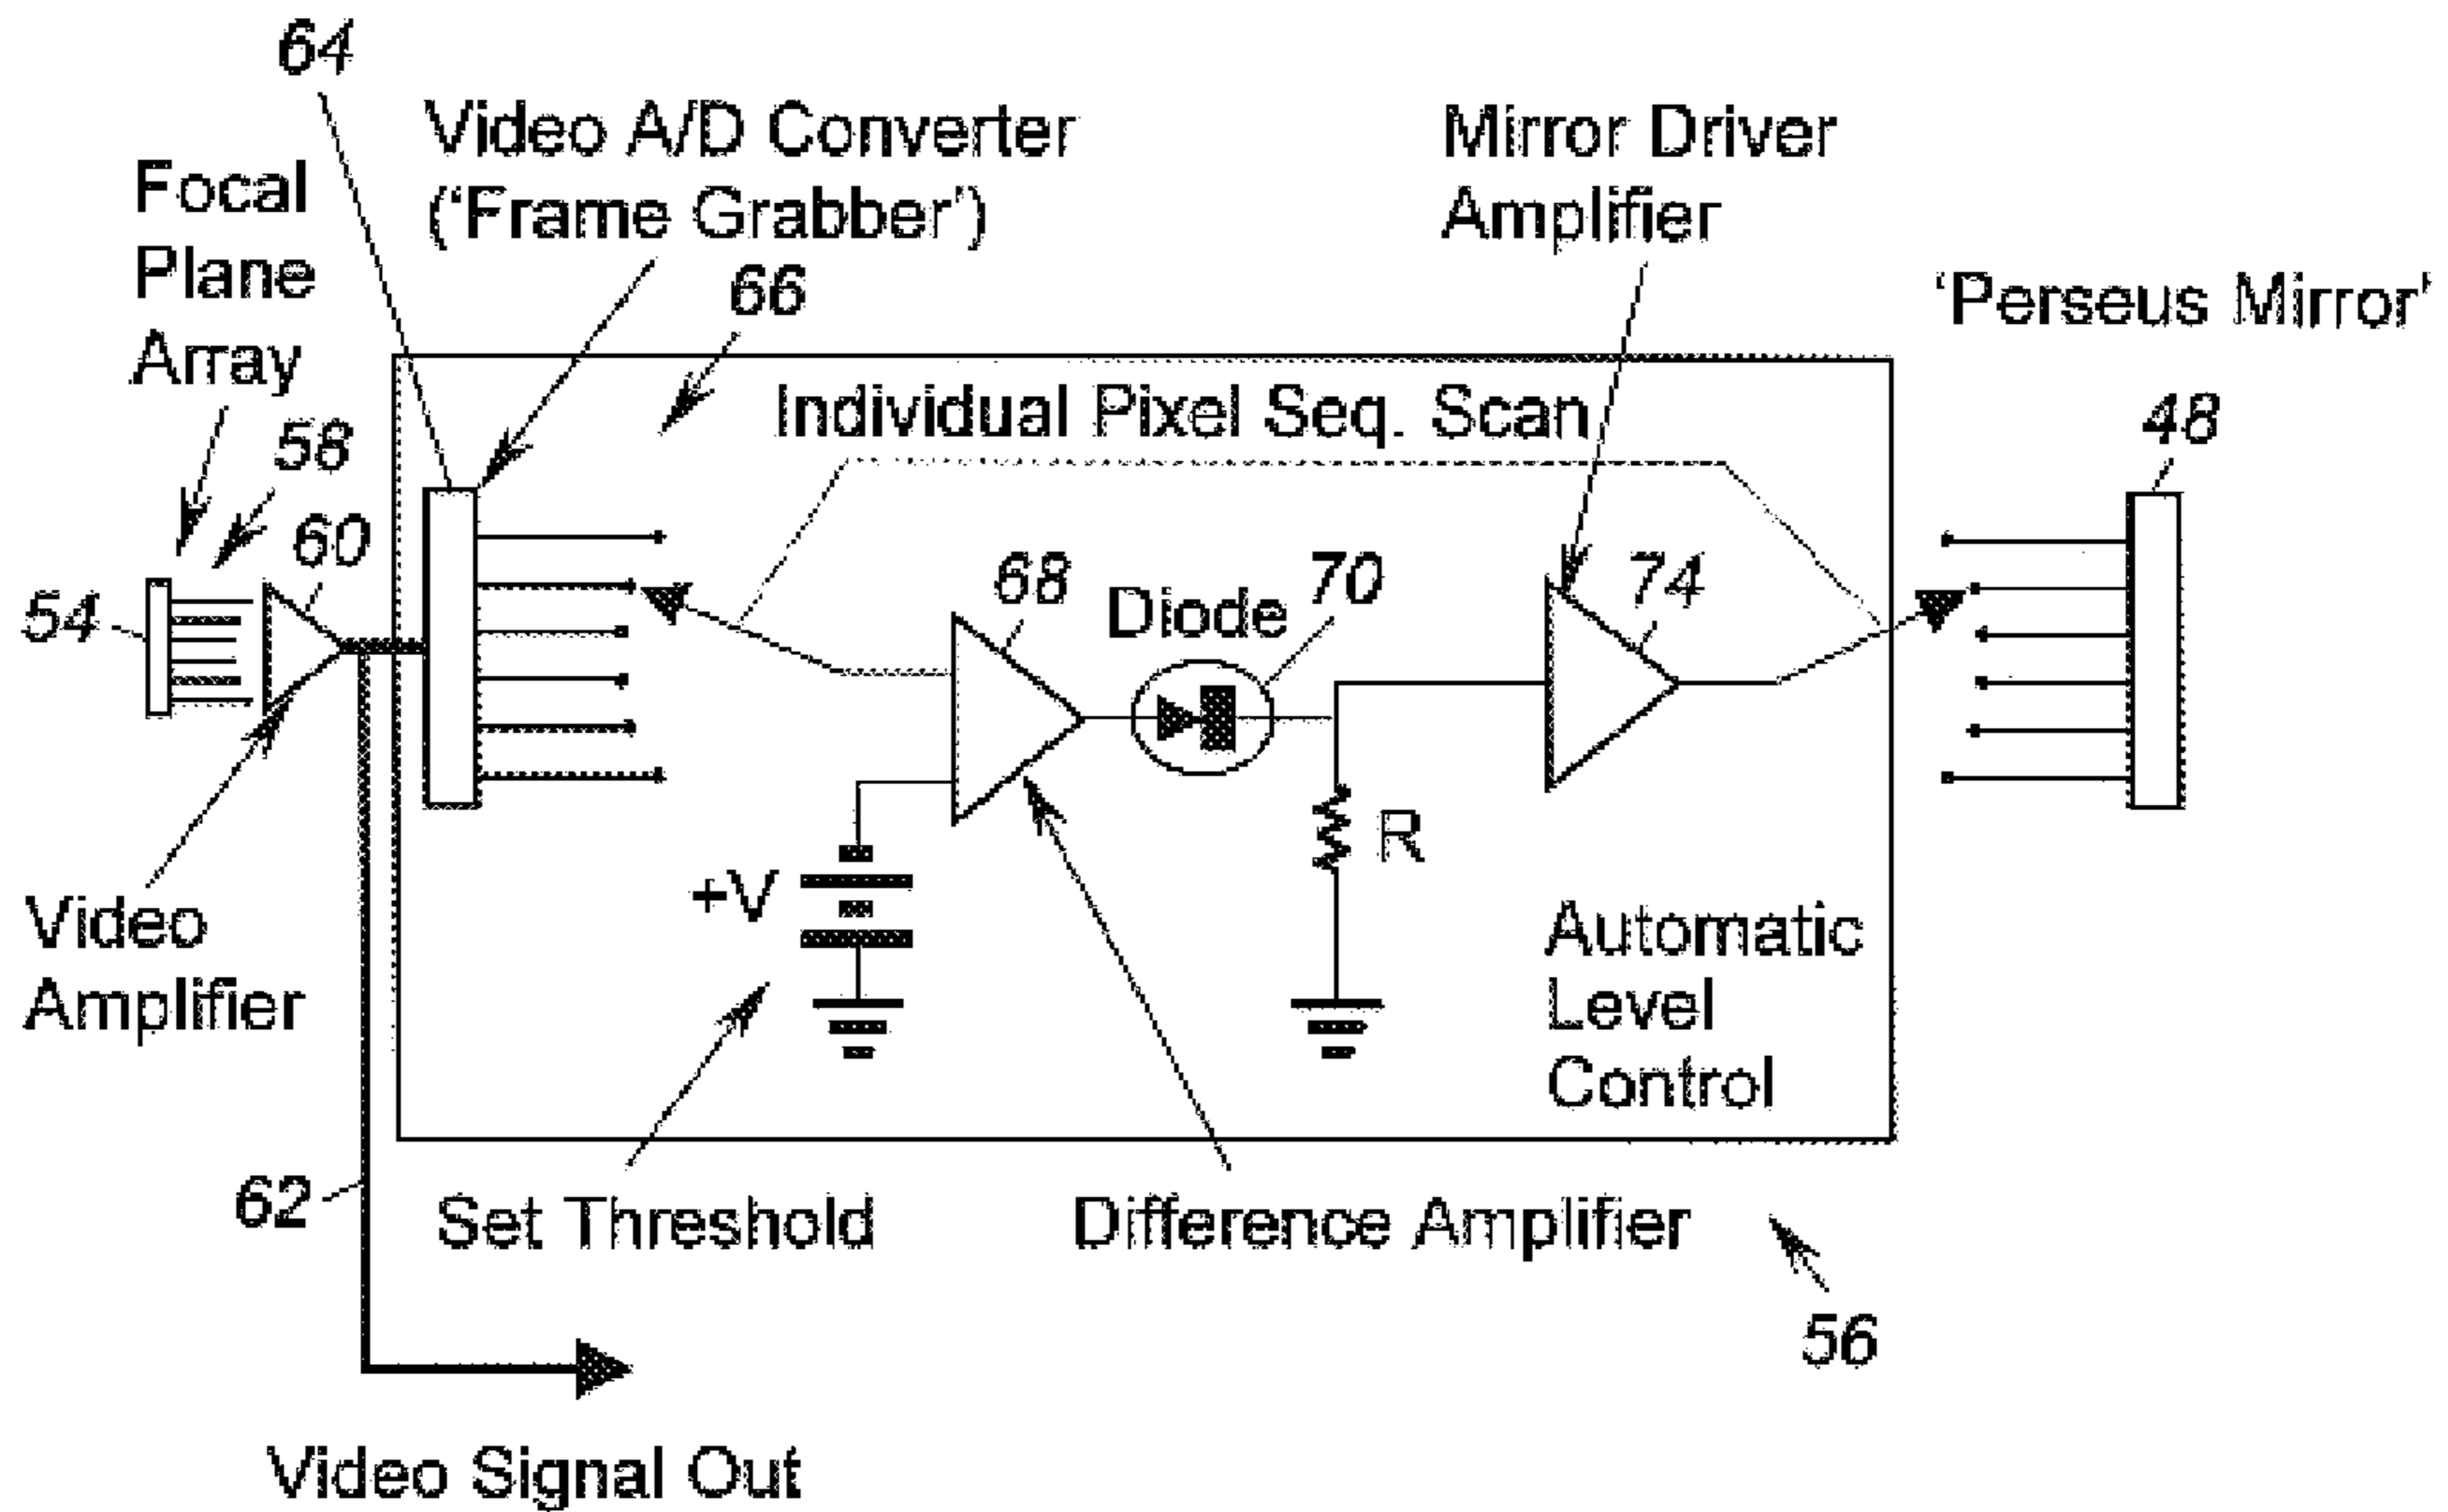 64
Video A/D Converter
('Frame Grabber')
Mirror Driver
Amplifier
Focal
Plane
Array
66
'Perseus Mirror'
Individual Pixel Seq. Scan
48
58
60
54
68
Diode
70
74
+V
R
Video
Amplifier
Automatic
Level
Control
62
Set Threshold
Difference Amplifier
56
Video Signal Out